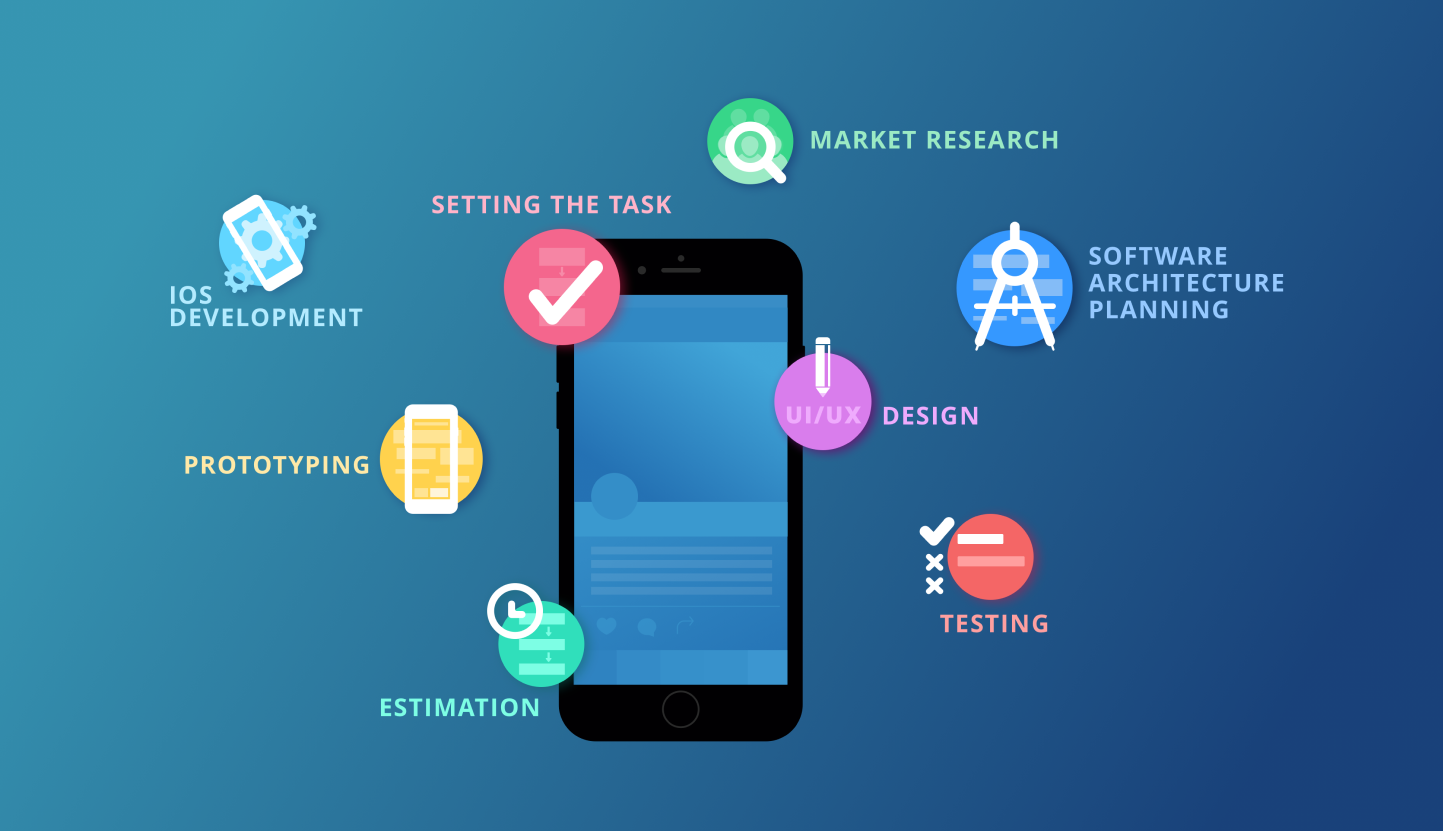 MARKET RESEARCH
SETTING THE TASK
SOFTWARE
ARCHITECTURE
PLANNING
IOS
DEVELOPMENT
UI/UX DESIGN
PROTOTYPING
TESTING
ESTIMATION